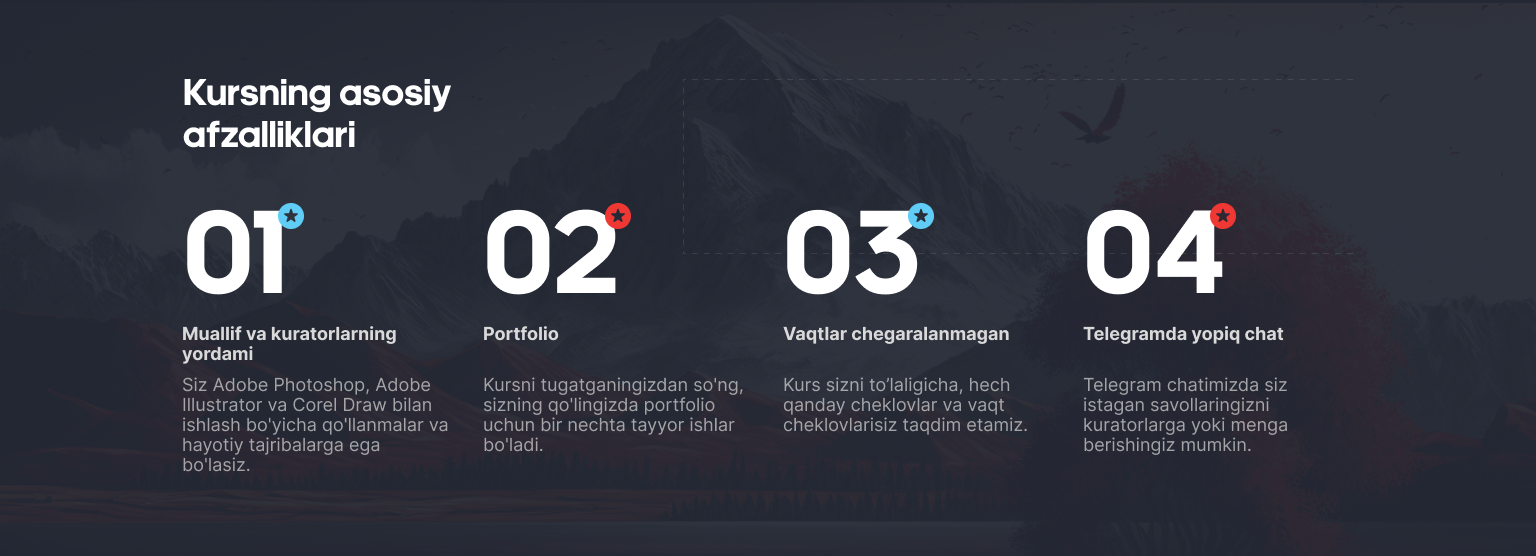 Kursning asosiy
afzalliklari
01
Muallif va kuratorlarning
yordami
Siz Adobe Photoshop, Adobe
Illustrator va Corel Draw bilan
ishlash bo'yicha qo'llanmalar va
hayotiy tajribalarga ega
bo'lasiz.
02
Portfolio
Kursni tugatganingizdan so'ng,
sizning qo'lingizda portfolio
uchun bir nechta tayyor ishlar
bo'ladi.
03
Vaqtlar chegaralanmagan
Kurs sizni to’laligicha, hech
qanday cheklovlar va vaqt
cheklovlarisiz taqdim etamiz.
04
Telegramda yopiq chat
Telegram chatimizda siz
istagan savollaringizni
kuratorlarga yoki menga
berishingiz mumkin.